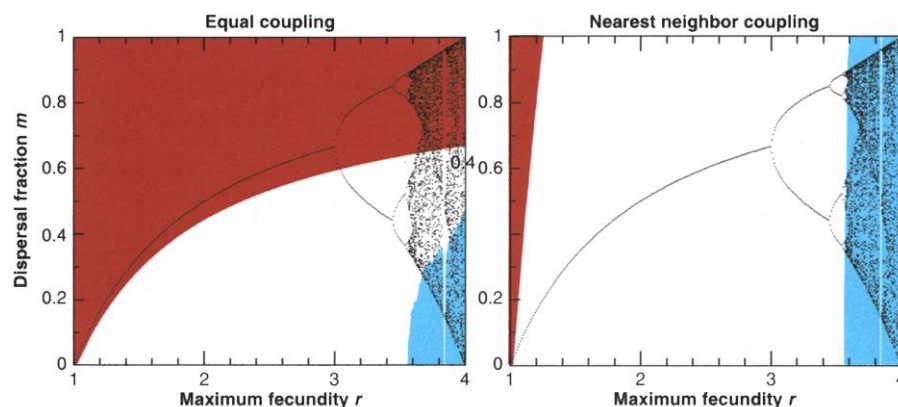 Equal coupling
Nearest neighbor coupling
Dispersal fraction m
1
0.8
0.6
0.4
0.2
0
1
0.8
0.6
0.4
0.2
0
1 2 3 4
1 2 3 4
Maximum fecundity r
Maximum fecundity r